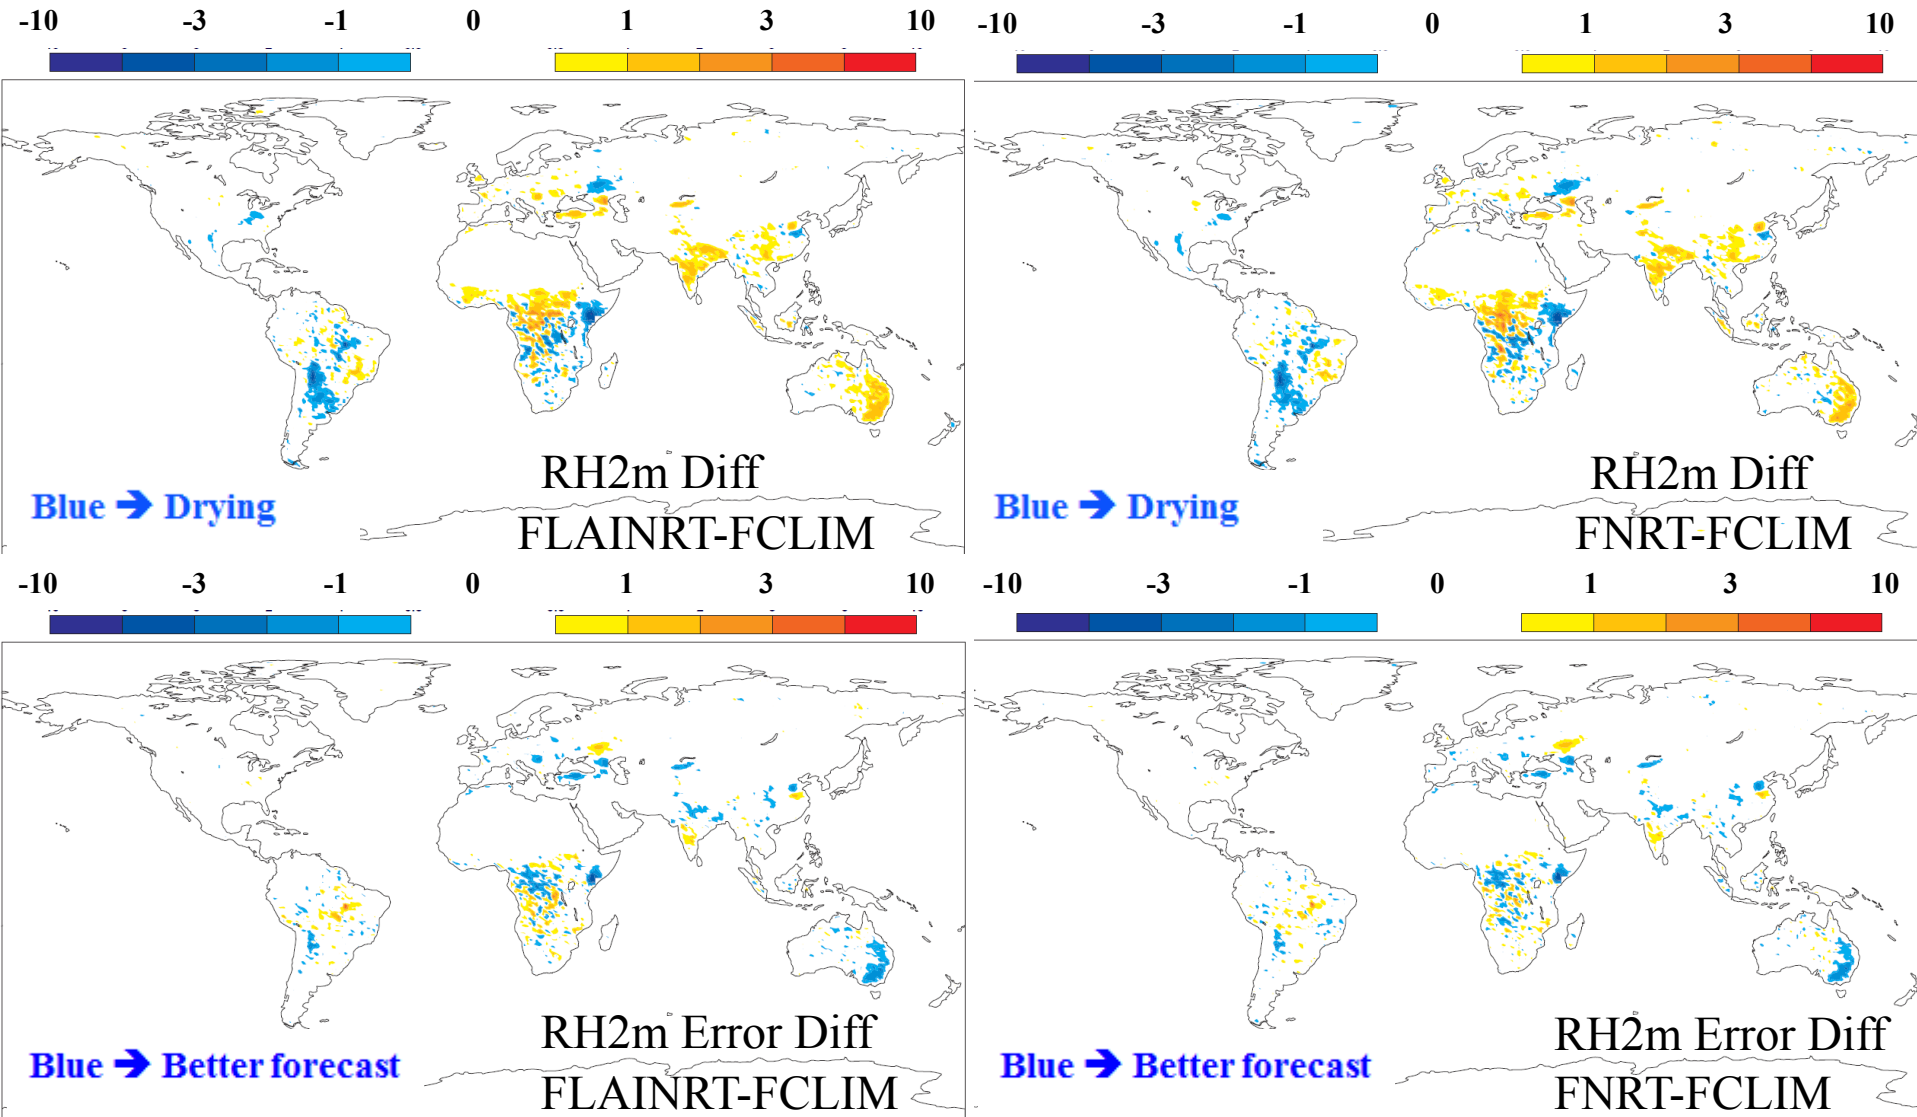 -10 -3 -1 0 1 3 10
-10 -3 -1 0 1 3 10
RH2m Diff
Blue ➔ Drying
FLAINRT-FCLIM
RH2m Diff
Blue ➔ Drying
FNRT-FCLIM
-10 -3 -1 0 1 3 10
-10 -3 -1 0 1 3 10
RH2m Error Diff
Blue ➔ Better forecast
FLAINRT-FCLIM
RH2m Error Diff
Blue ➔ Better forecast
FNRT-FCLIM